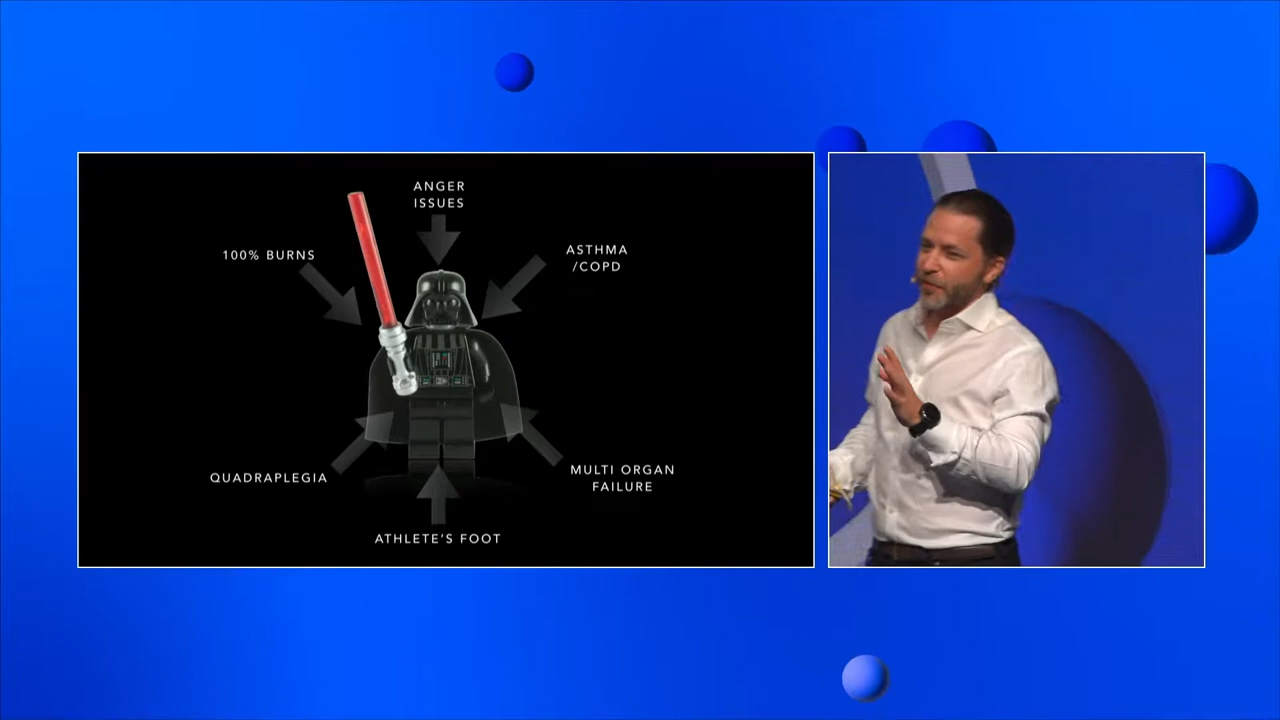 ANGER
ISSUES
100% BURNS
ASTHMA
/COPD
QUADRAPLEGIA
MULTI ORGAN
FAILURE
ATHLETE'S FOOT